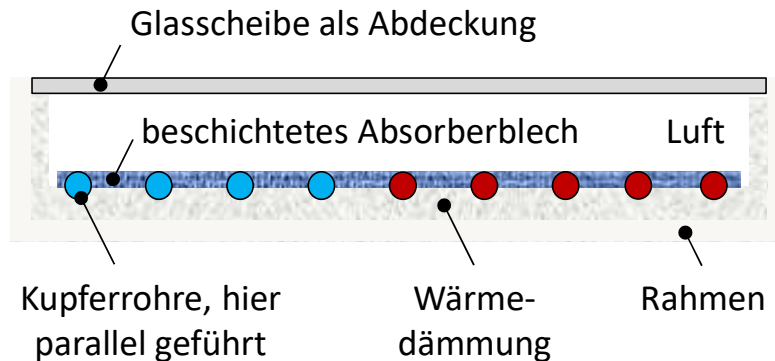 Glasscheibe als Abdeckung
beschichtetes Absorberblech
Luft
Kupferrohre, hier
parallel geführt
Wärme-
dämmung
Rahmen